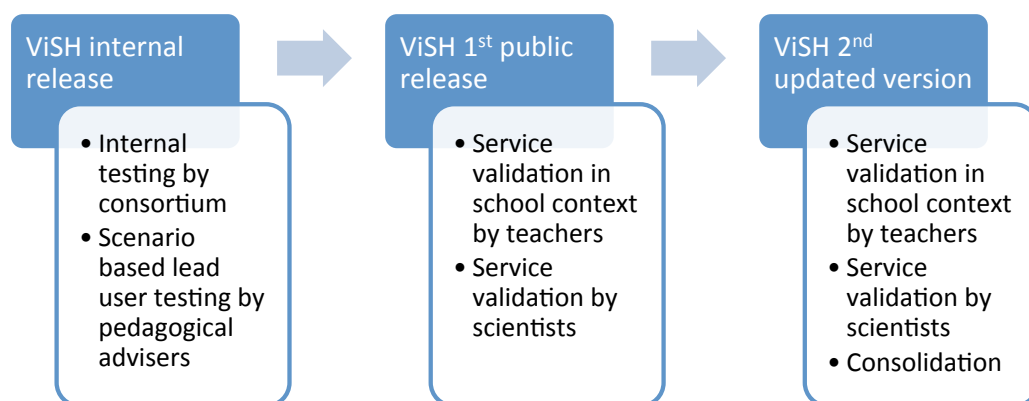 ViSH internal
release
• Internal
testing by
consortium
• Scenario
based lead
user testing by
pedagogical
advisers
ViSH 1st public
release
• Service
validation in
school context
by teachers
• Service
validation by
scientists
ViSH 2nd
updated version
• Service
validation in
school context
by teachers
• Service
validation by
scientists
• Consolidation